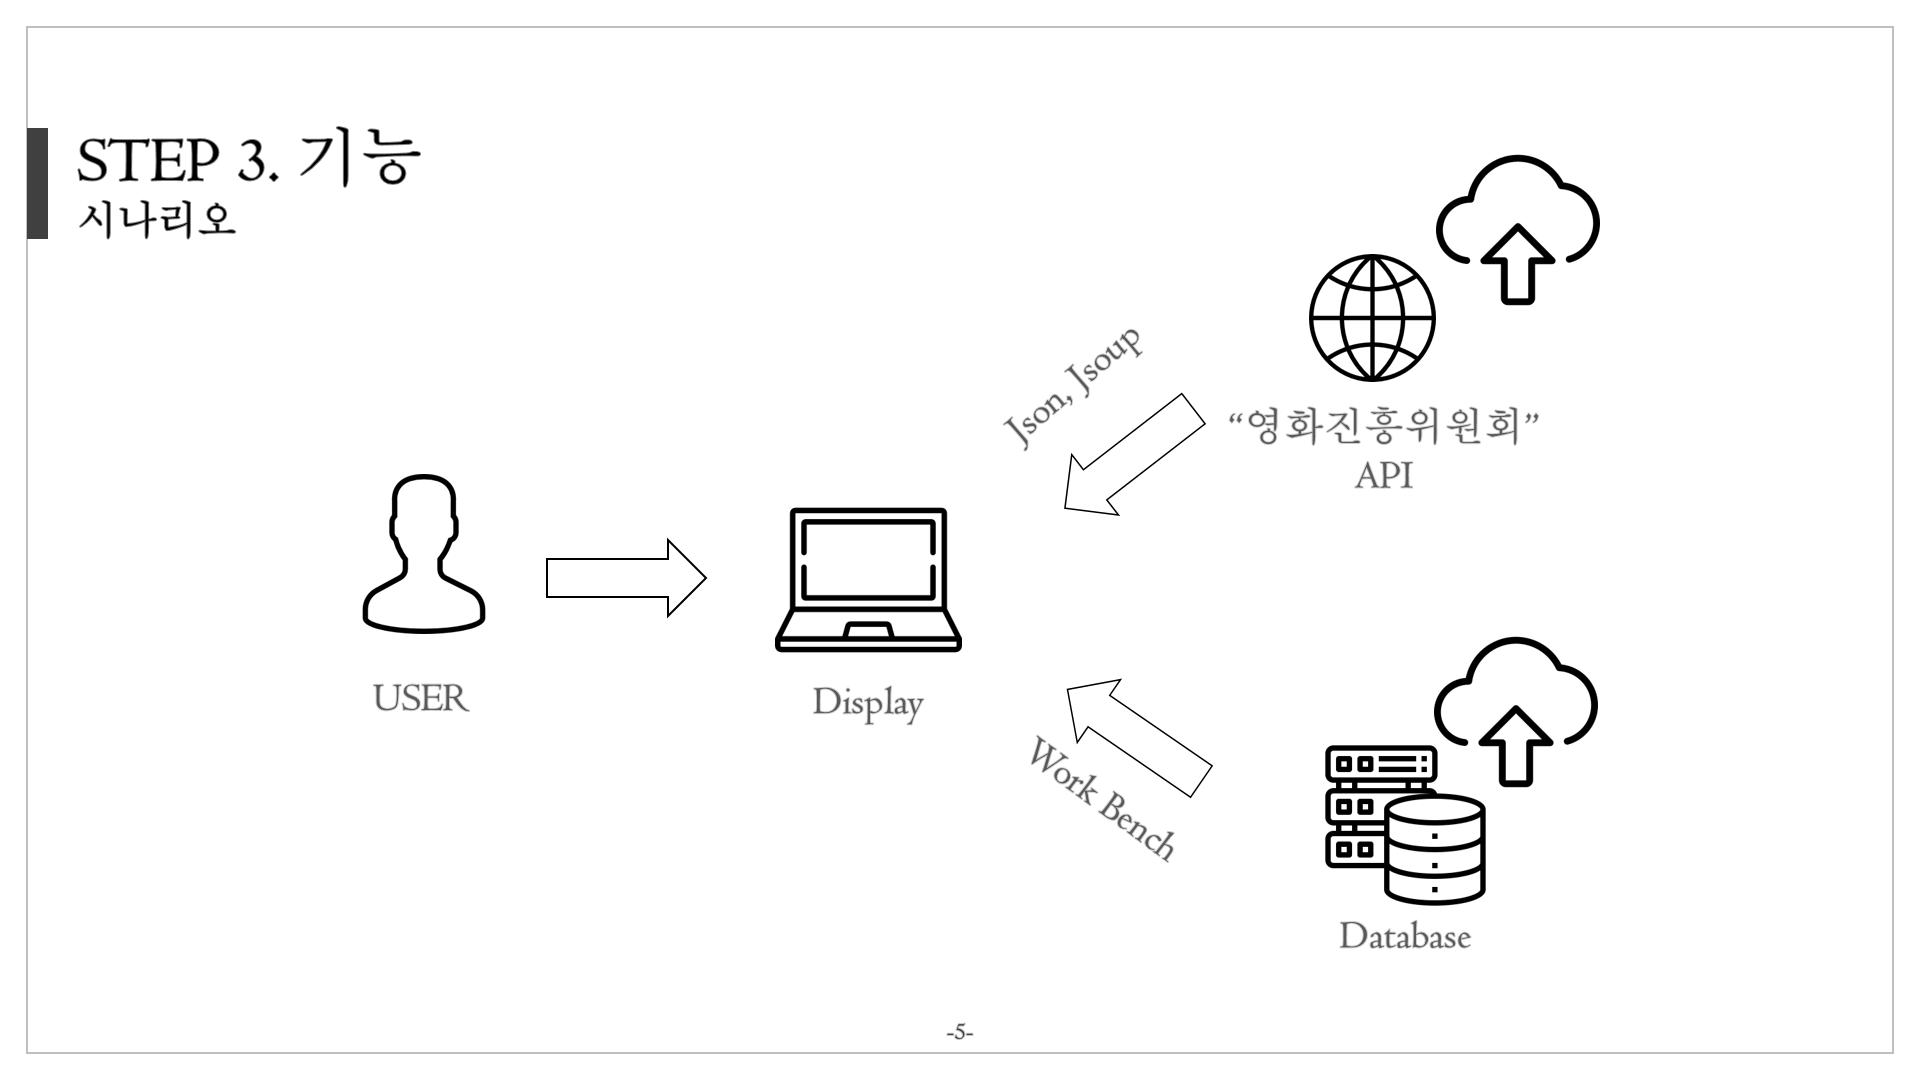 STEP 3. 기능
시나리오
Json, Jsoup
“영화진흥위원회”
API
USER
Display
Work Bench
Database
-5-